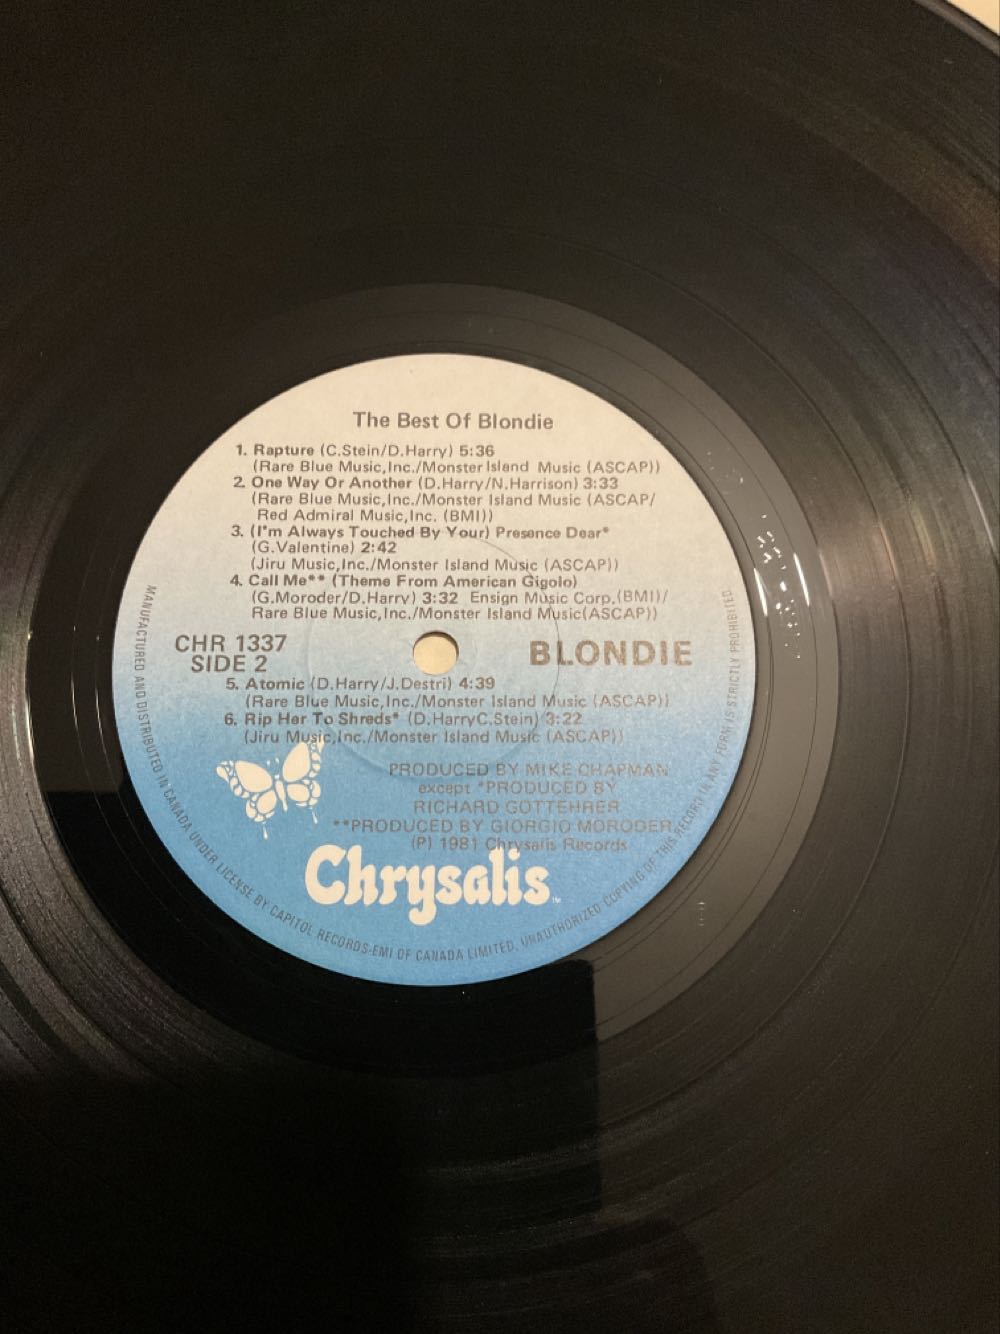 The Best Of Blondie
1. Rapture (C.Stein/D.Harry) 5:36
(Rare Blue Music,Inc./Monster Island Music (ASCAP))
2. One Way Or Another (D.Harry/N.Harrison) 3:33
(Rare Blue Music,Inc./Monster Island Music (ASCAP/
Red Admiral Music,Inc. (BMI))
3. (I'm Always Touched By Your) Presence Dear*
(G.Valentine) 2:42
(Jiru Music,Inc./Monster Island Music (ASCAP))
4. Call Me** (Theme From American Gigolo)
(G.Moroder/D.Harry) 3:32 Ensign Music Corp.(BMI)/
Rare Blue Music,Inc./Monster Island Music(ASCAP))
CHR 1337
SIDE 2
BLONDIE
5. Atomic (D.Harry/J.Destri) 4:39
(Rare Blue Music,Inc./Monster Island Music (ASCAP))
6. Rip Her To Shreds* (D.HarryC.Stein) 3:22
(Jiru Music,Inc./Monster Island Music (ASCAP))
PRODUCED BY MIKE CHAPMAN
except *PRODUCED BY
RICHARD GOTTEHRER
**PRODUCED BY GIORGIO MORODER
(P) 1981 Chrysalis Records
Chrysalis TM
MANUFACTURED AND DISTRIBUTED IN CANADA UNDER LICENSE BY CAPITOL RECORDS-EMI OF CANADA LIMITED. UNAUTHORIZED COPYING OF THIS RECORD IN ANY FORM IS STRICTLY PROHIBITED